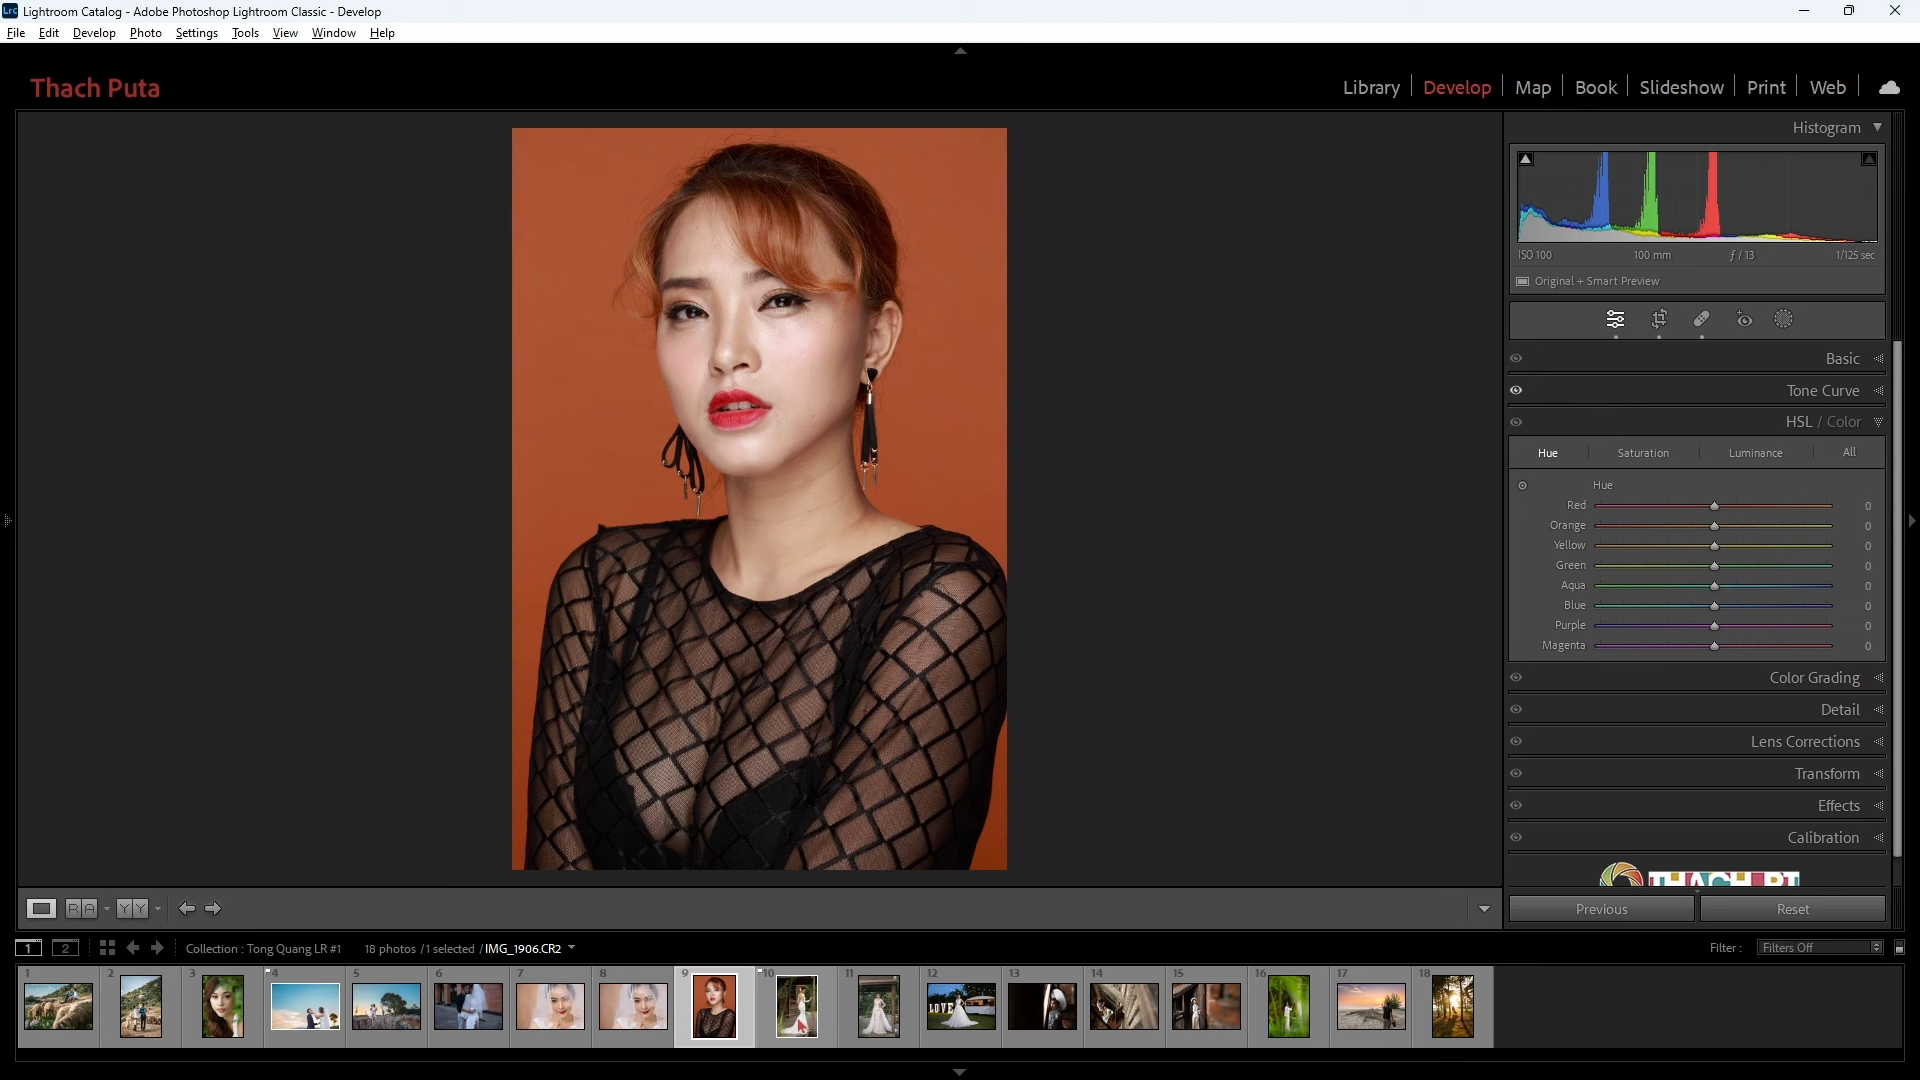 Lrc Lightroom Catalog - Adobe Photoshop Lightroom Classic - Develop
File Edit Develop Photo Settings Tools View Window Help
Thach Puta
Library Develop Map Book Slideshow Print Web
Histogram
ISO 100 100 mm ƒ / 13 1/125 sec
Original + Smart Preview
Basic
Tone Curve
HSL / Color
Hue Saturation Luminance All
Hue
Red 0
Orange 0
Yellow 0
Green 0
Aqua 0
Blue 0
Purple 0
Magenta 0
Color Grading
Detail
Lens Corrections
Transform
Effects
Calibration
R A Y Y
Previous Reset
1 2 Collection : Tong Quang LR #1 18 photos / 1 selected / IMG_1906.CR2 Filter : Filters Off
1 2 3 4 5 6 7 8 9 10 11 12 13 14 15 16 17 18
LOVE